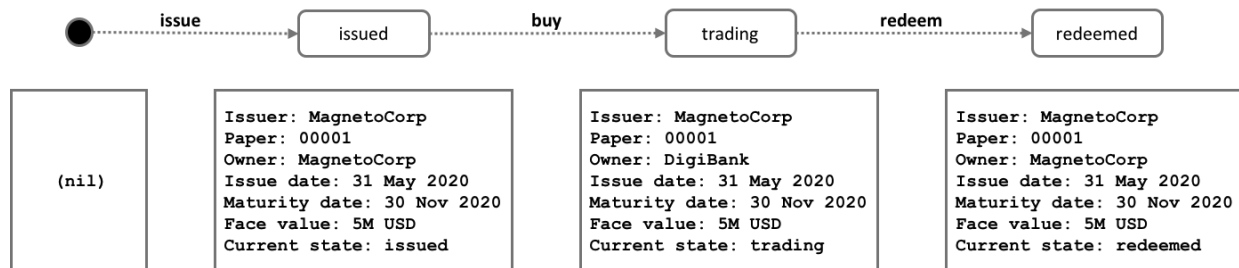 issue
issued
buy
trading
redeem
redeemed
(nil)
Issuer: MagnetoCorp
Paper: 00001
Owner: MagnetoCorp
Issue date: 31 May 2020
Maturity date: 30 Nov 2020
Face value: 5M USD
Current state: issued
Issuer: MagnetoCorp
Paper: 00001
Owner: DigiBank
Issue date: 31 May 2020
Maturity date: 30 Nov 2020
Face value: 5M USD
Current state: trading
Issuer: MagnetoCorp
Paper: 00001
Owner: MagnetoCorp
Issue date: 31 May 2020
Maturity date: 30 Nov 2020
Face value: 5M USD
Current state: redeemed